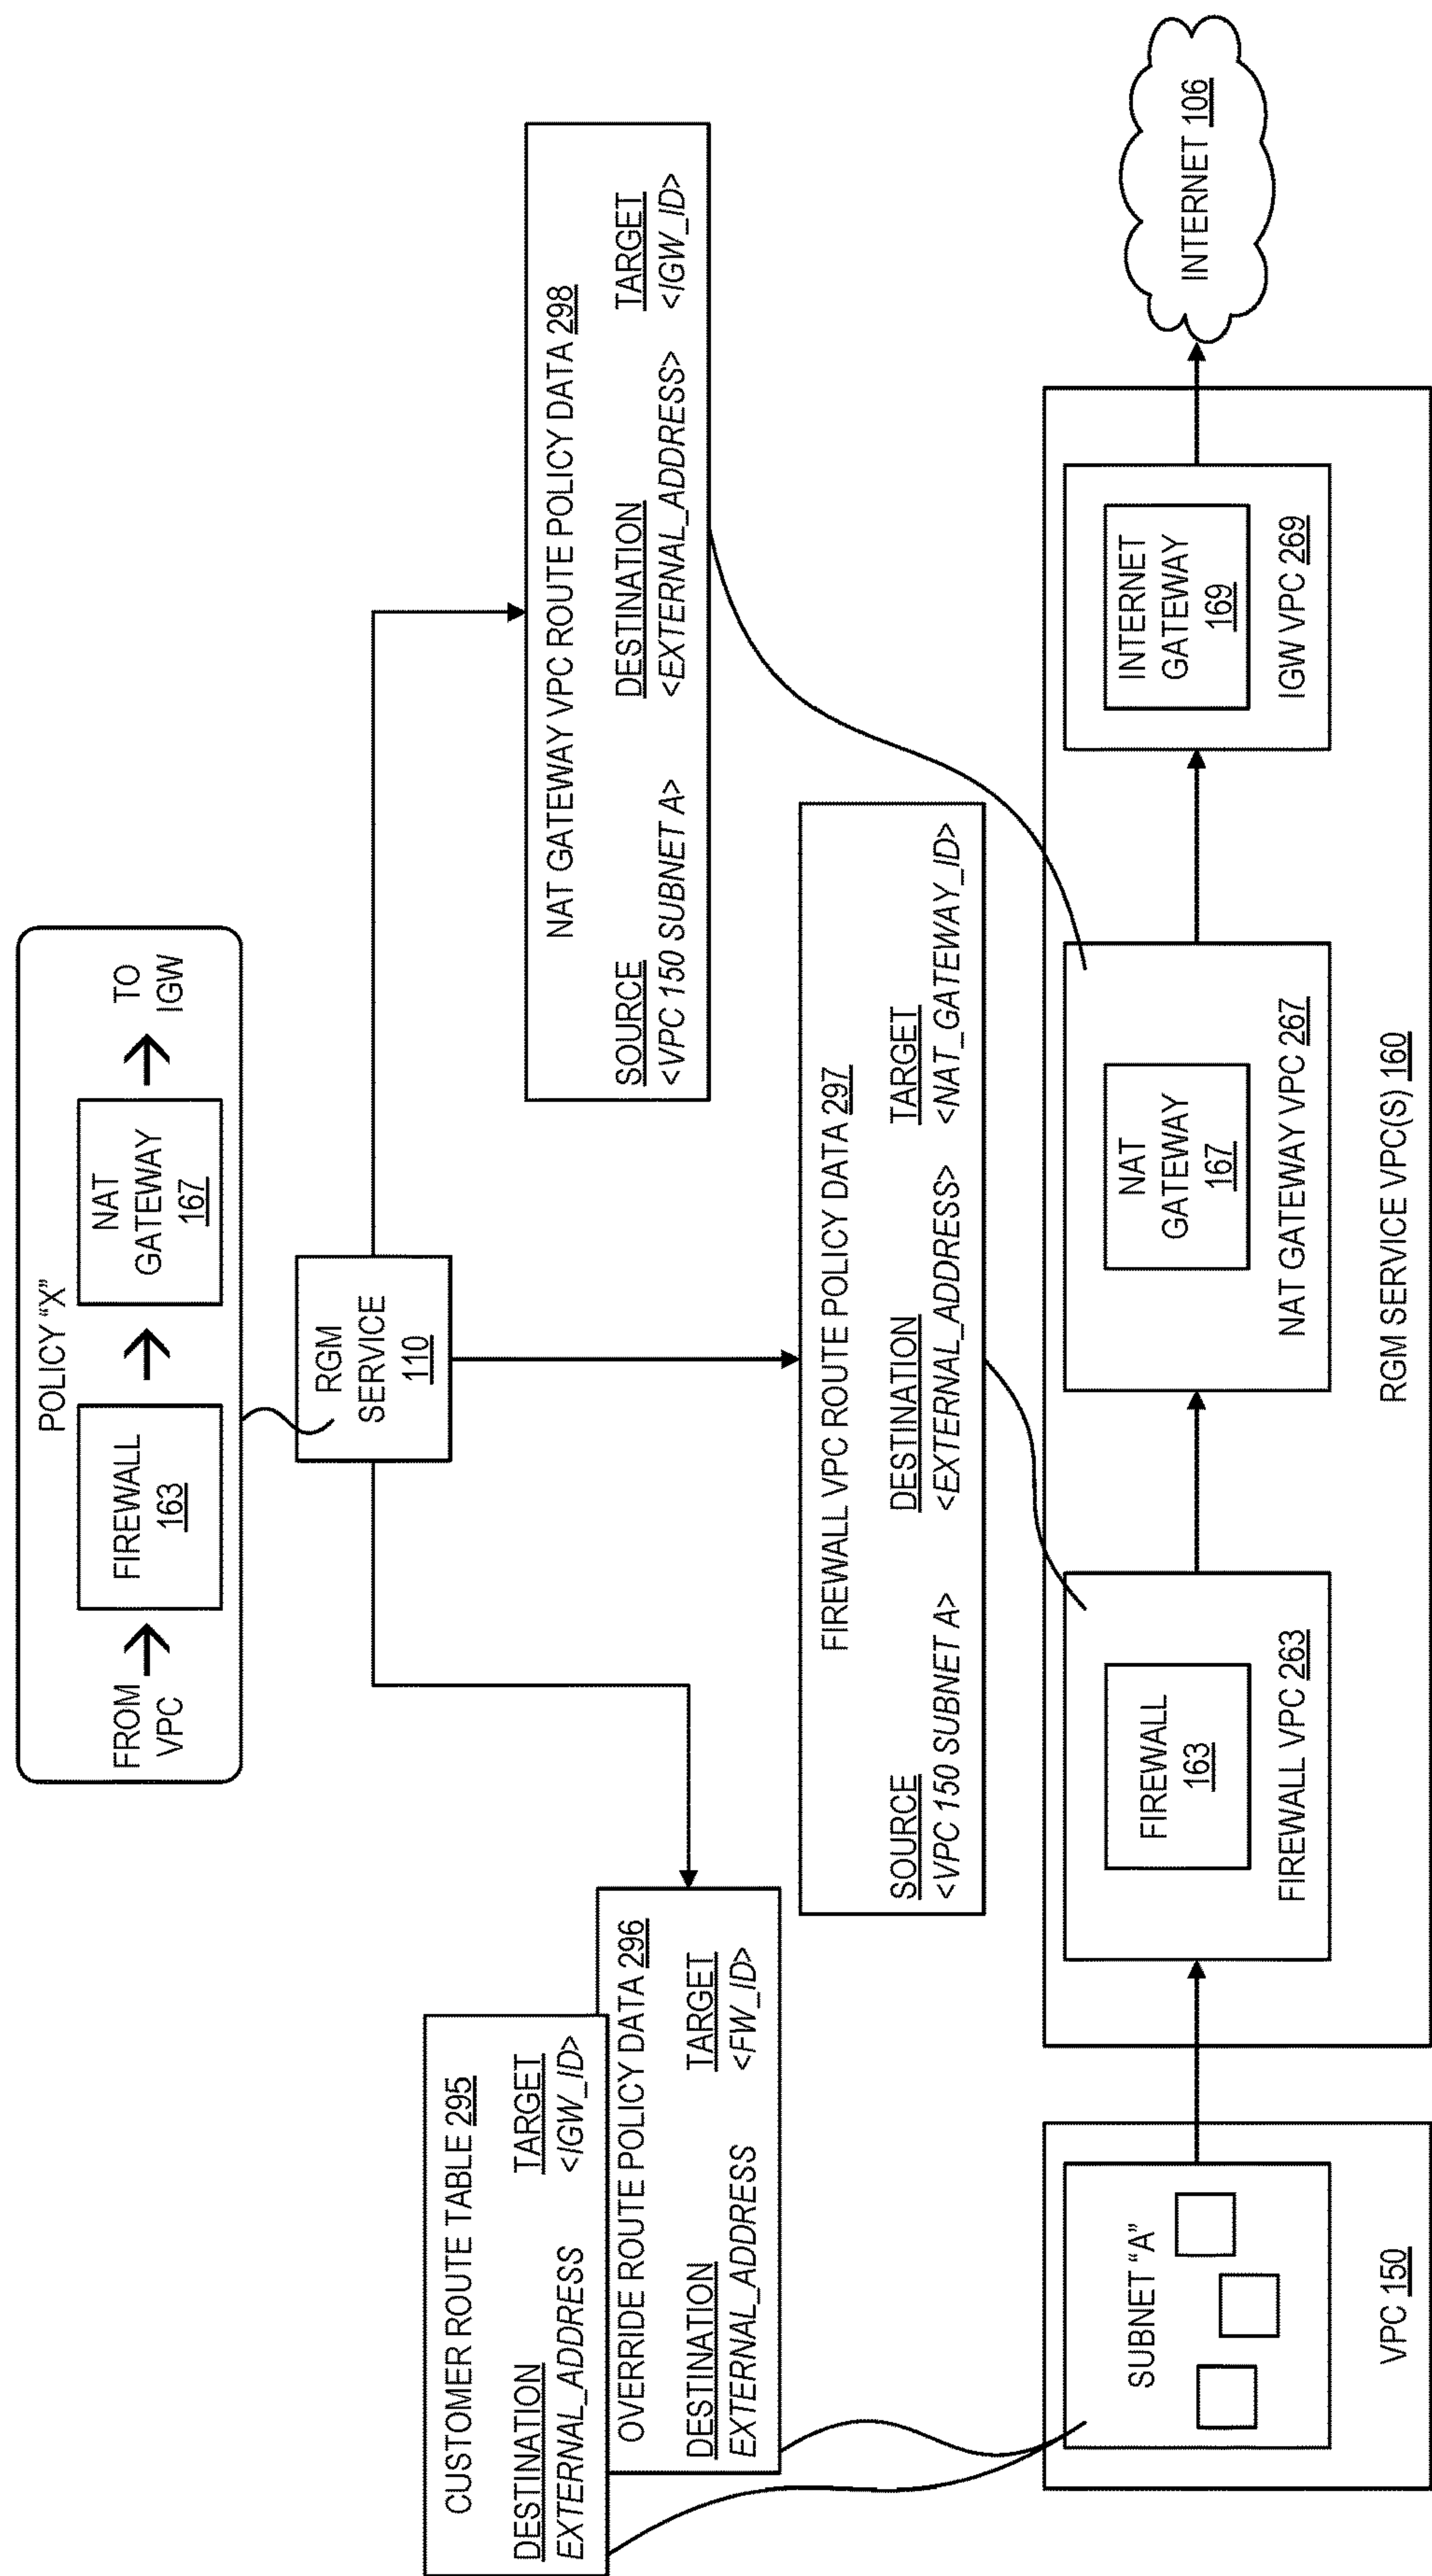 POLICY “X”
FROM
VPC
FIREWALL
163
NAT
GATEWAY
167
TO
IGW
RGM
SERVICE
110
CUSTOMER ROUTE TABLE 295
DESTINATION TARGET
EXTERNAL_ADDRESS <IGW_ID>
OVERRIDE ROUTE POLICY DATA 296
DESTINATION TARGET
EXTERNAL_ADDRESS <FW_ID>
NAT GATEWAY VPC ROUTE POLICY DATA 298
SOURCE DESTINATION TARGET
<VPC 150 SUBNET A> <EXTERNAL_ADDRESS> <IGW_ID>
FIREWALL VPC ROUTE POLICY DATA 297
SOURCE DESTINATION TARGET
<VPC 150 SUBNET A> <EXTERNAL_ADDRESS> <NAT_GATEWAY_ID>
SUBNET “A”
VPC 150
FIREWALL
163
FIREWALL VPC 263
NAT
GATEWAY
167
NAT GATEWAY VPC 267
INTERNET
GATEWAY
169
IGW VPC 269
RGM SERVICE VPC(S) 160
INTERNET 106